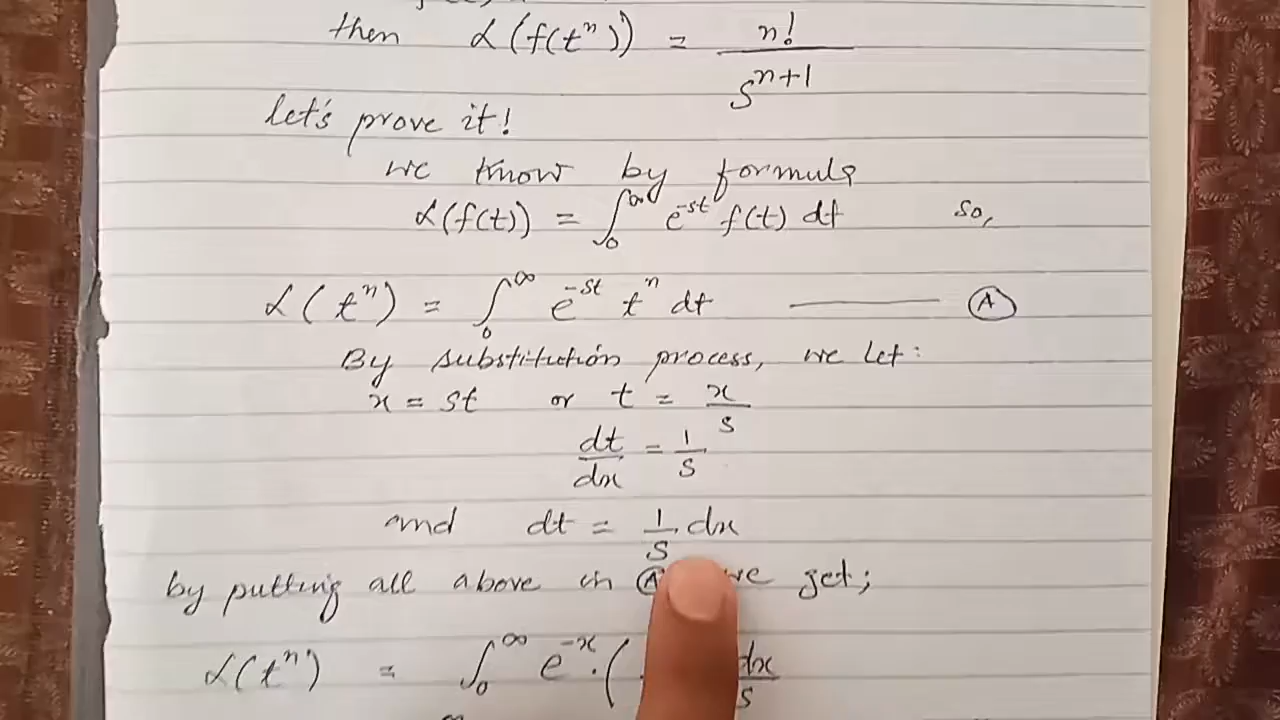 then L(f(tⁿ)) = n! / sⁿ⁺¹
let's prove it!
we know by formula
L(f(t)) = ∫₀^∞ e^-st f(t) dt so,
L(tⁿ) = ∫₀^∞ e^-st tⁿ dt ——— Ⓐ
By substitution process, we let:
x = st or t = x/s
dt/dx = 1/s
and dt = 1/s dx
by putting all above in Ⓐ we get;
L(tⁿ) = ∫₀^∞ e^-x . ( dx/s